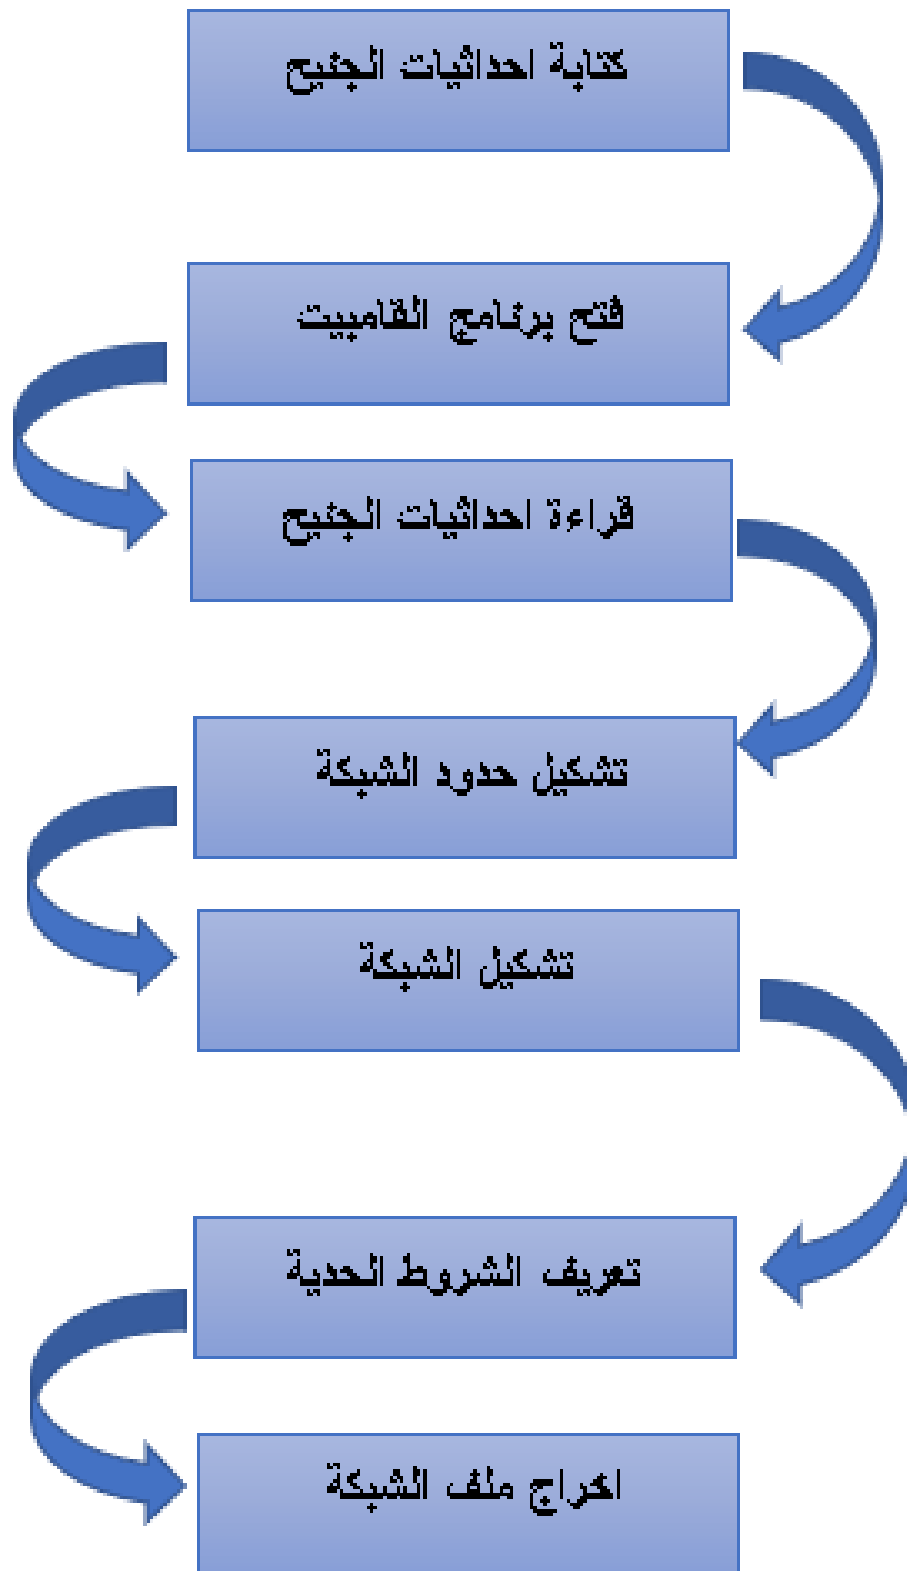 كتابة احداثيات الجنيح
فتح برنامج القامبيت
قراءة احداثيات الجنيح
تشكيل حدود الشبكة
تشكيل الشبكة
تعريف الشروط الحدية
اخراج ملف الشبكة